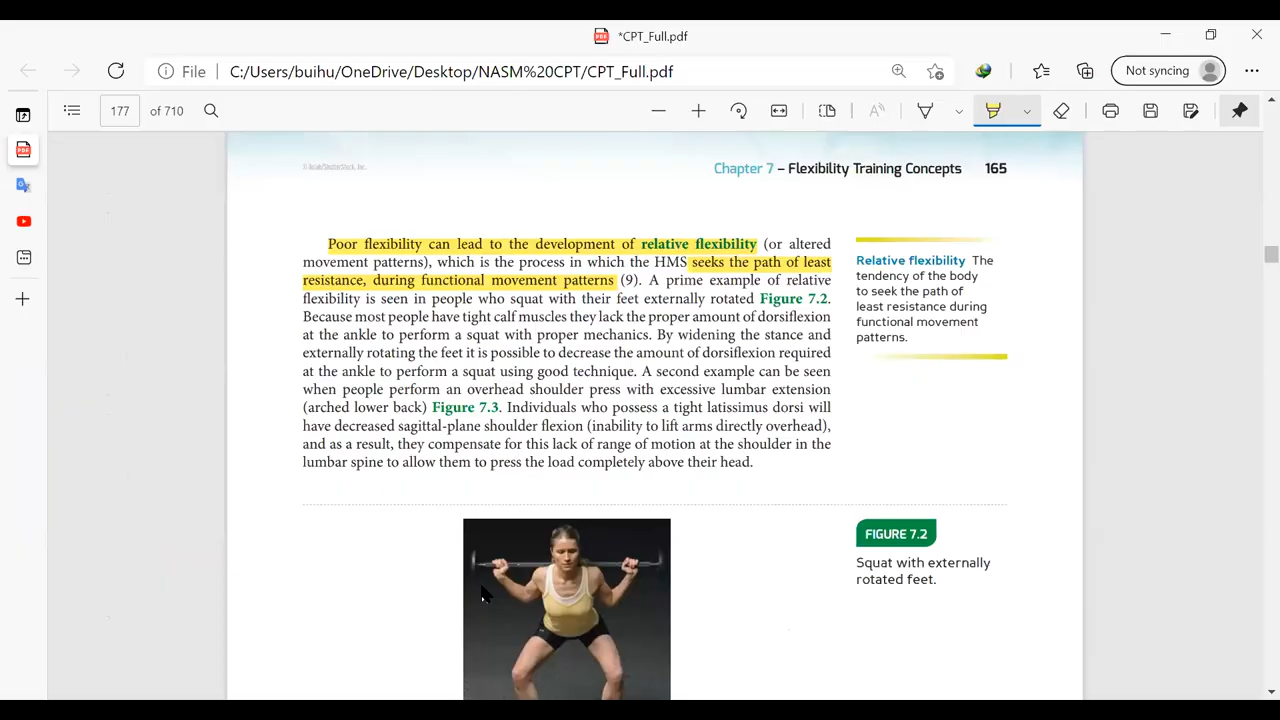 *CPT_Full.pdf
File | C:/Users/buihu/OneDrive/Desktop/NASM%20CPT/CPT_Full.pdf
Not syncing
177 of 710
Chapter 7 – Flexibility Training Concepts 165
Poor flexibility can lead to the development of relative flexibility (or altered
movement patterns), which is the process in which the HMS seeks the path of least
resistance, during functional movement patterns (9). A prime example of relative
flexibility is seen in people who squat with their feet externally rotated Figure 7.2.
Because most people have tight calf muscles they lack the proper amount of dorsiflexion
at the ankle to perform a squat with proper mechanics. By widening the stance and
externally rotating the feet it is possible to decrease the amount of dorsiflexion required
at the ankle to perform a squat using good technique. A second example can be seen
when people perform an overhead shoulder press with excessive lumbar extension
(arched lower back) Figure 7.3. Individuals who possess a tight latissimus dorsi will
have decreased sagittal-plane shoulder flexion (inability to lift arms directly overhead),
and as a result, they compensate for this lack of range of motion at the shoulder in the
lumbar spine to allow them to press the load completely above their head.
Relative flexibility The
tendency of the body
to seek the path of
least resistance during
functional movement
patterns.
FIGURE 7.2
Squat with externally
rotated feet.